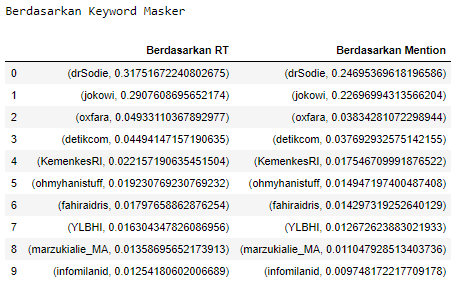 Berdasarkan Keyword Masker
Berdasarkan RT Berdasarkan Mention
0 (drSodie, 0.31751672240802675) (drSodie, 0.24695369618196586)
1 (jokowi, 0.2907608695652174) (jokowi, 0.22696994313566204)
2 (oxfara, 0.04933110367892977) (oxfara, 0.03834281072298944)
3 (detikcom, 0.04494147157190635) (detikcom, 0.037692932575142155)
4 (KemenkesRI, 0.022157190635451504) (KemenkesRI, 0.017546709991876522)
5 (ohmyhanistuff, 0.019230769230769232) (ohmyhanistuff, 0.014947197400487408)
6 (fahiraidris, 0.01797658862876254) (fahiraidris, 0.014297319252640129)
7 (YLBHI, 0.016304347826086956) (YLBHI, 0.012672623883021933)
8 (marzukialie_MA, 0.01358695652173913) (marzukialie_MA, 0.011047928513403736)
9 (infomilanid, 0.01254180602006689) (infomilanid, 0.009748172217709178)